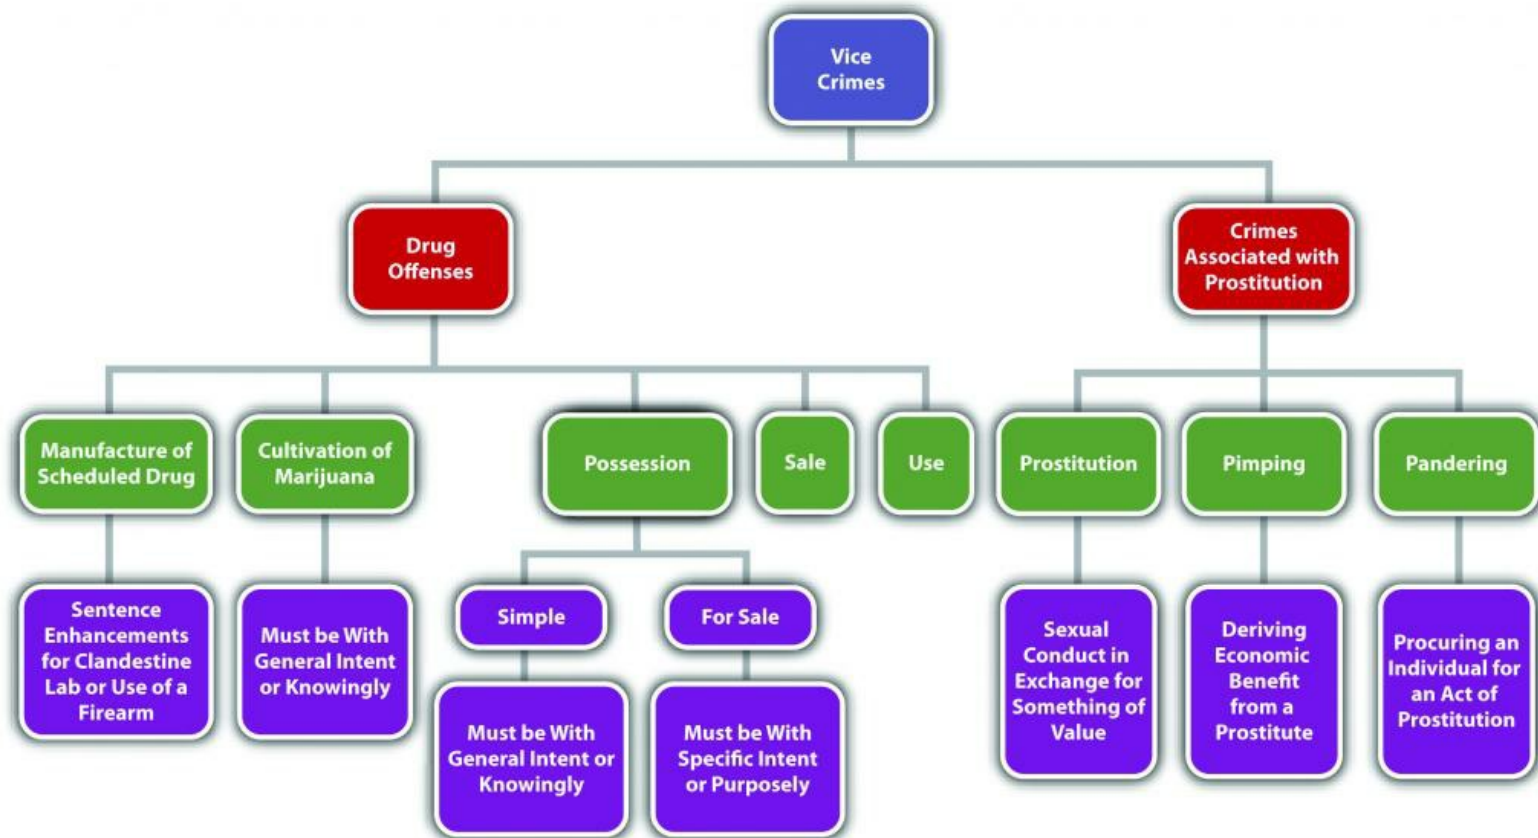 Vice
Crimes
Drug
Offenses
Crimes
Associated with
Prostitution
Manufacture of
Scheduled Drug
Cultivation of
Marijuana
Possession
Sale
Use
Prostitution
Pimping
Pandering
Sentence
Enhancements
for Clandestine
Lab or Use of a
Firearm
Must be With
General Intent
or Knowingly
Simple
For Sale
Must be With
General Intent or
Knowingly
Must be With
Specific Intent
or Purposely
Sexual
Conduct in
Exchange for
Something of
Value
Deriving
Economic
Benefit
from a
Prostitute
Procuring an
Individual for
an Act of
Prostitution